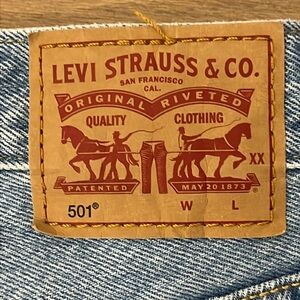 LEVI STRAUSS & CO.
SAN FRANCISCO
CAL.
ORIGINAL RIVETED
QUALITY CLOTHING
XX
PATENTED MAY 20 1873
501® W L